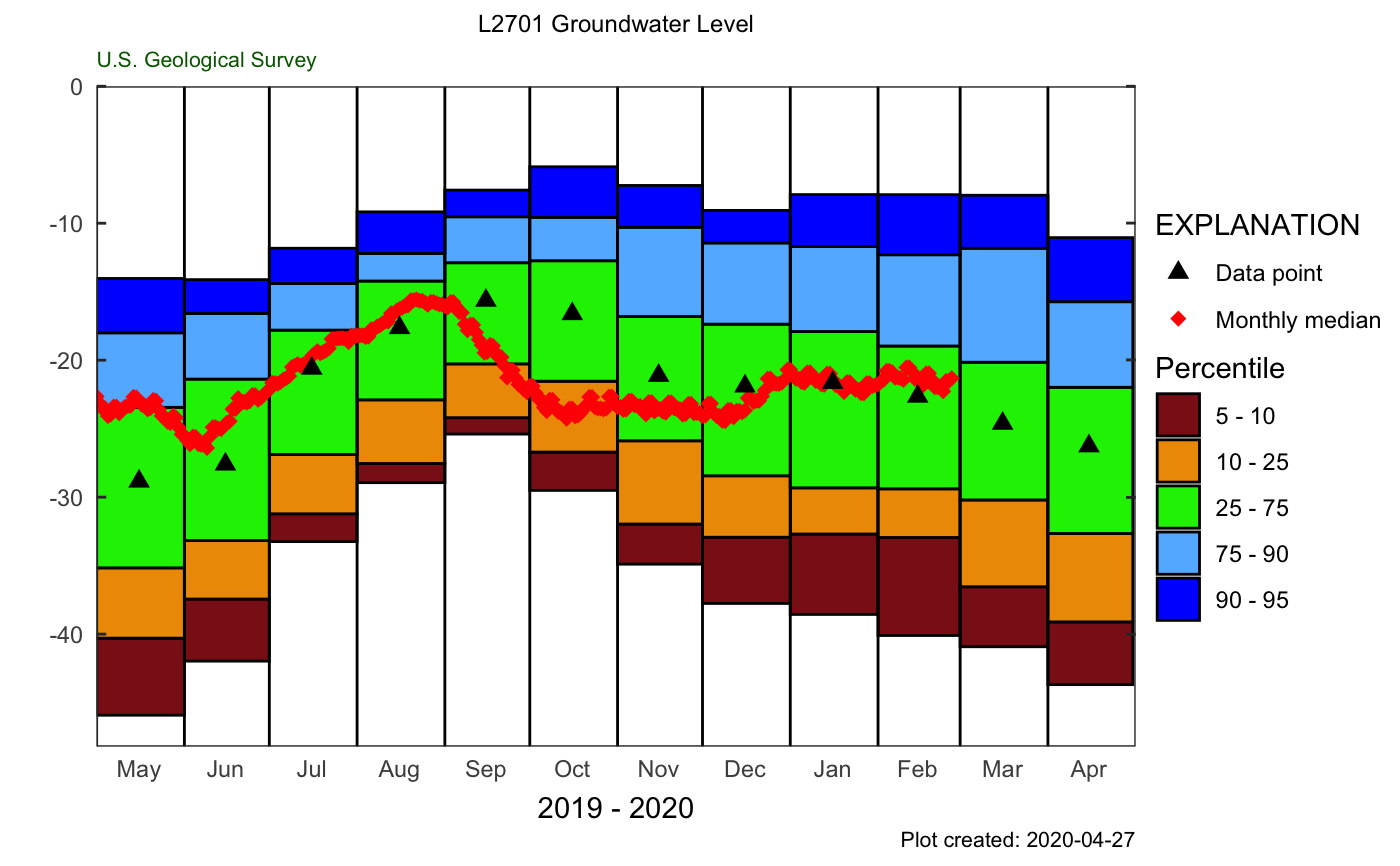 L2701 Groundwater Level
U.S. Geological Survey
0
-10
-20
-30
-40
May Jun Jul Aug Sep Oct Nov Dec Jan Feb Mar Apr
2019 - 2020
Plot created: 2020-04-27
EXPLANATION
Data point
Monthly median
Percentile
5 - 10
10 - 25
25 - 75
75 - 90
90 - 95